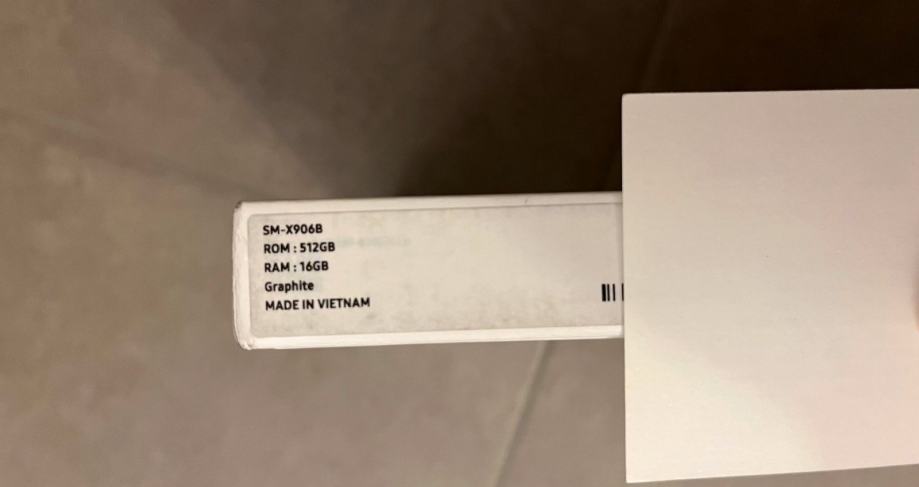 SM-X906B
ROM : 512GB
RAM : 16GB
Graphite
MADE IN VIETNAM